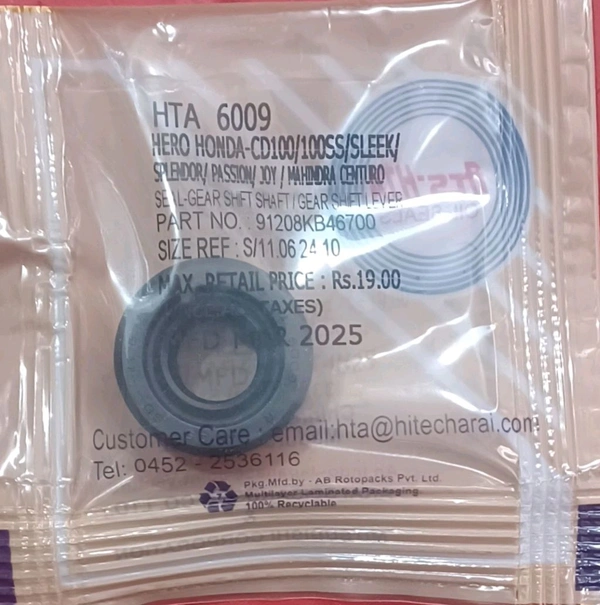 HTA 6009
HERO HONDA-CD100/100SS/SLEEK/
SPLENDOR/ PASSION/ JOY / MAHINDRA CENTURO
SEAL-GEAR SHIFT SHAFT / GEAR SHIFT LEVER
PART NO. : 91208KB46700
SIZE REF : S/11.06 24 10
MAX. RETAIL PRICE : Rs.19.00
TAXES)
2025
Customer Care : email:hta@hitecharai.com
Tel: 0452 - 2536116
Pkg.Mfd.by - AB Rotopacks Pvt. Ltd.
Multilayer Laminated Packaging
100% Recyclable